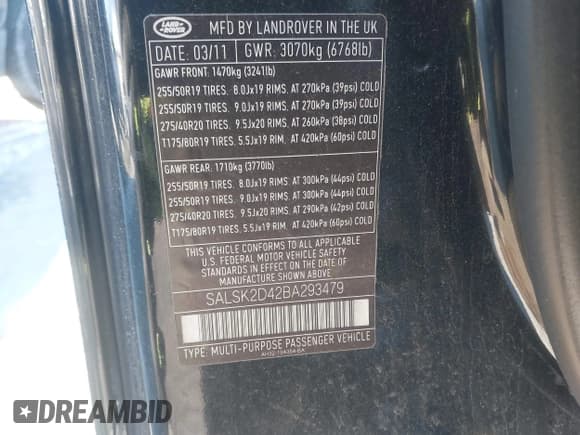 LAND
ROVER
MFD BY LANDROVER IN THE UK
DATE: 03/11 GWR: 3070kg (6768lb)
GAWR FRONT: 1470kg (3241lb)
255/50R19 TIRES. 8.0Jx19 RIMS. AT 270kPa (39psi) COLD
255/50R19 TIRES. 9.0Jx19 RIMS. AT 270kPa (39psi) COLD
275/40R20 TIRES. 9.5Jx20 RIMS. AT 260kPa (38psi) COLD
T175/80R19 TIRES. 5.5Jx19 RIM. AT 420kPa (60psi) COLD
GAWR REAR: 1710kg (3770lb)
255/50R19 TIRES. 8.0Jx19 RIMS. AT 300kPa (44psi) COLD
255/50R19 TIRES. 9.0Jx19 RIMS. AT 300kPa (44psi) COLD
275/40R20 TIRES. 9.5Jx20 RIMS. AT 290kPa (42psi) COLD
T175/80R19 TIRES. 5.5Jx19 RIM. AT 420kPa (60psi) COLD
THIS VEHICLE CONFORMS TO ALL APPLICABLE
U.S. FEDERAL MOTOR VEHICLE SAFETY
STANDARDS IN EFFECT ON THE DATE OF
MANUFACTURE SHOWN ABOVE
SALSK2D42BA293479
TYPE: MULTI-PURPOSE PASSENGER VEHICLE
DREAMBID